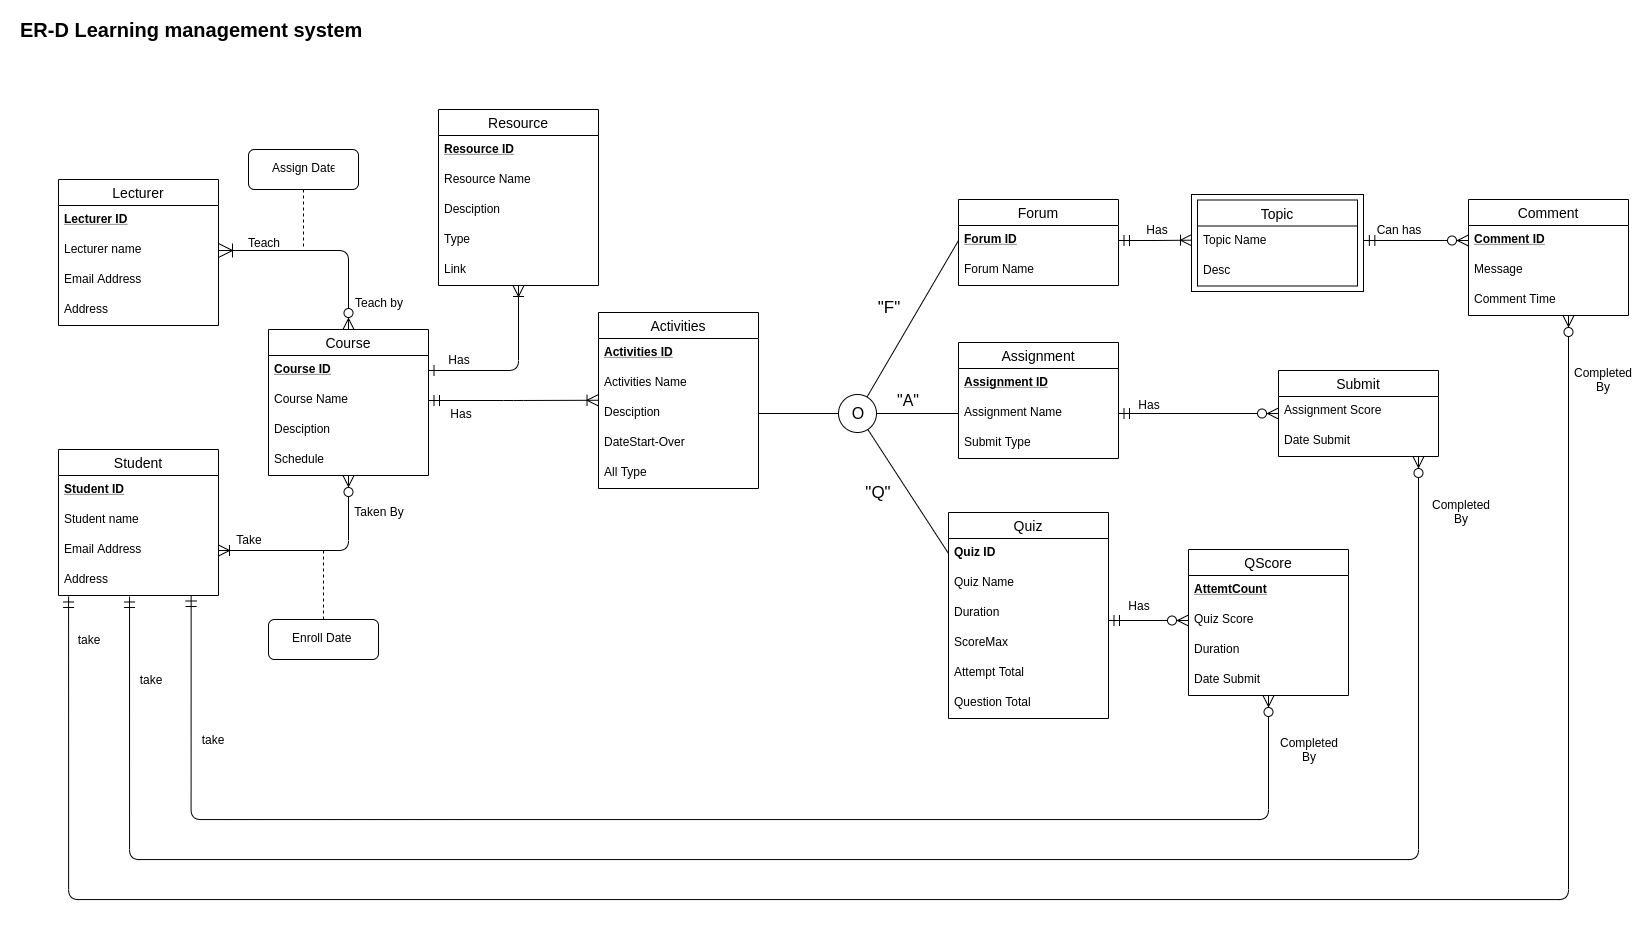 ER-D Learning management system
Resource
Resource ID
Resource Name
Desciption
Type
Link
Assign Date
Lecturer
Lecturer ID
Lecturer name
Email Address
Address
Teach
Teach by
Course
Course ID
Course Name
Desciption
Schedule
Has
Has
Student
Student ID
Student name
Email Address
Address
Take
Taken By
Enroll Date
take
take
take
Activities
Activities ID
Activities Name
Desciption
DateStart-Over
All Type
O
"F"
"A"
"Q"
Forum
Forum ID
Forum Name
Has
Topic
Topic Name
Desc
Can has
Comment
Comment ID
Message
Comment Time
Completed
By
Assignment
Assignment ID
Assignment Name
Submit Type
Has
Submit
Assignment Score
Date Submit
Completed
By
Quiz
Quiz ID
Quiz Name
Duration
ScoreMax
Attempt Total
Question Total
Has
QScore
AttemtCount
Quiz Score
Duration
Date Submit
Completed
By